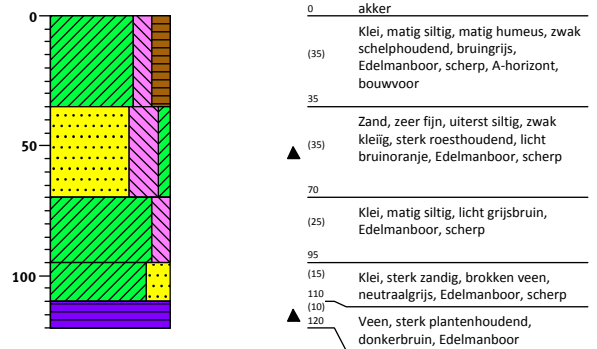 0
50
100
0 akker
(35)
Klei, matig siltig, matig humeus, zwak
schelphoudend, bruingrijs,
Edelmanboor, scherp, A-horizont,
bouwvoor
35
(35)
Zand, zeer fijn, uiterst siltig, zwak
kleiïg, sterk roesthoudend, licht
bruinoranje, Edelmanboor, scherp
70
(25)
Klei, matig siltig, licht grijsbruin,
Edelmanboor, scherp
95
(15)
Klei, sterk zandig, brokken veen,
neutraalgrijs, Edelmanboor, scherp
110
(10)
120
Veen, sterk plantenhoudend,
donkerbruin, Edelmanboor